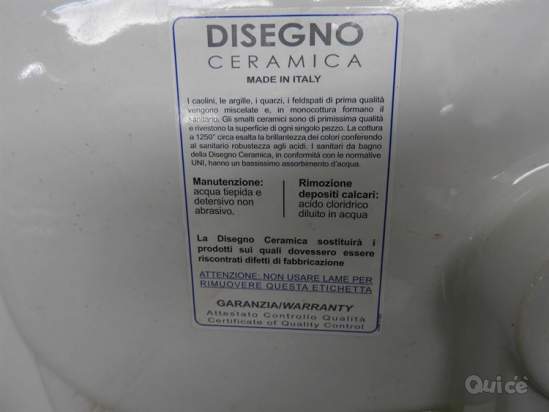 DISEGNO
CERAMICA
MADE IN ITALY
I caolini, le argille, i quarzi, i feldspati di prima qualità
vengono miscelate e, in monocottura formano il
sanitario. Gli smalti ceramici sono di primissima qualità
e rivestono la superficie di ogni singolo pezzo. La cottura
a 1250° circa esalta la brillantezza dei colori conferendo
al sanitario robustezza agli acidi. I sanitari da bagno
della Disegno Ceramica, in conformità con le normative
UNI, hanno un bassissimo assorbimento d'acqua.
Manutenzione:
acqua tiepida e
detersivo non
abrasivo.
Rimozione
depositi calcari:
acido cloridrico
diluito in acqua
La Disegno Ceramica sostituirà i
prodotti sui quali dovessero essere
riscontrati difetti di fabbricazione
ATTENZIONE: NON USARE LAME PER
RIMUOVERE QUESTA ETICHETTA
GARANZIA/WARRANTY
Attestato Controllo Qualità
Certificate of Quality Control
Qui c'è